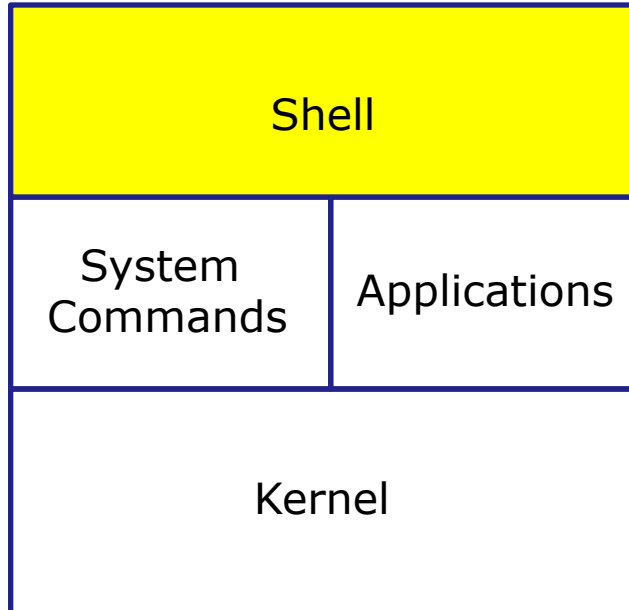 Shell
System
Commands
Applications
Kernel